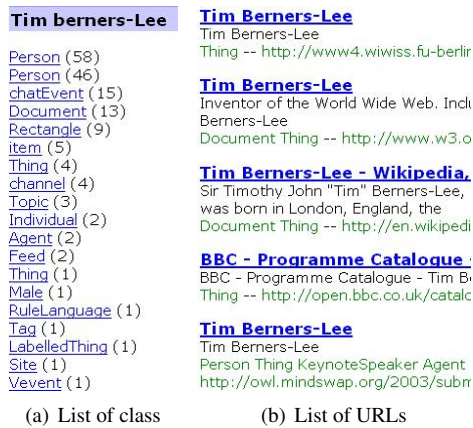 Tim berners-Lee
Person (58)
Person (46)
chatEvent (15)
Document (13)
Rectangle (9)
item (5)
Thing (4)
channel (4)
Topic (3)
Individual (2)
Agent (2)
Feed (2)
Thing (1)
Male (1)
RuleLanguage (1)
Tag (1)
LabelledThing (1)
Site (1)
Vevent (1)
(a) List of class
Tim Berners-Lee
Tim Berners-Lee
Thing -- http://www4.wiwiss.fu-berlin
Tim Berners-Lee
Inventor of the World Wide Web. Inclu
Berners-Lee
Document Thing -- http://www.w3.o
Tim Berners-Lee - Wikipedia,
Sir Timothy John "Tim" Berners-Lee,
was born in London, England, the
Document Thing -- http://en.wikipedi
BBC - Programme Catalogue -
BBC - Programme Catalogue - Tim Be
Thing -- http://open.bbc.co.uk/catalo
Tim Berners-Lee
Tim Berners-Lee
Person Thing KeynoteSpeaker Agent
http://owl.mindswap.org/2003/subm
(b) List of URLs